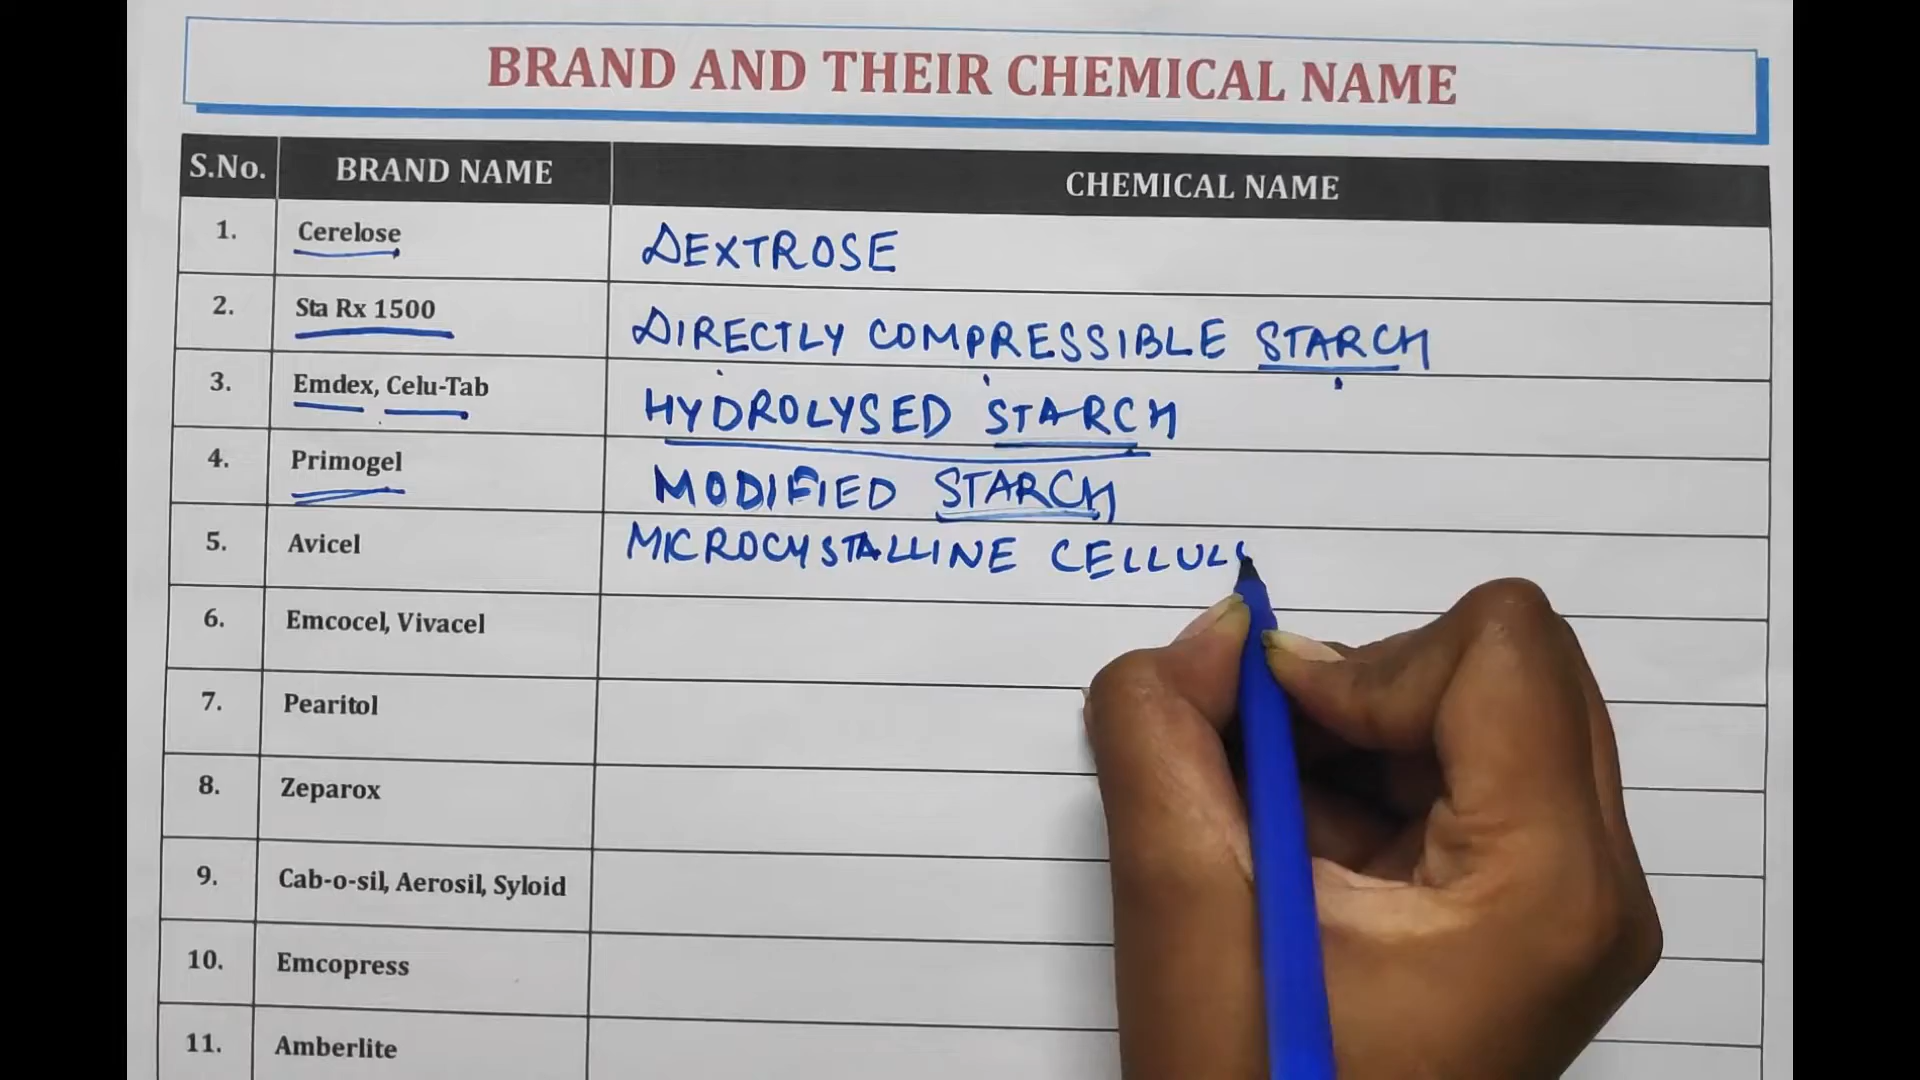 BRAND AND THEIR CHEMICAL NAME
S.No. BRAND NAME CHEMICAL NAME
1. Cerelose DEXTROSE
2. Sta Rx 1500 DIRECTLY COMPRESSIBLE STARCH
3. Emdex, Celu-Tab HYDROLYSED STARCH
4. Primogel MODIFIED STARCH
5. Avicel MICROCYSTALLINE CELLUL
6. Emcocel, Vivacel
7. Pearitol
8. Zeparox
9. Cab-o-sil, Aerosil, Syloid
10. Emcopress
11. Amberlite